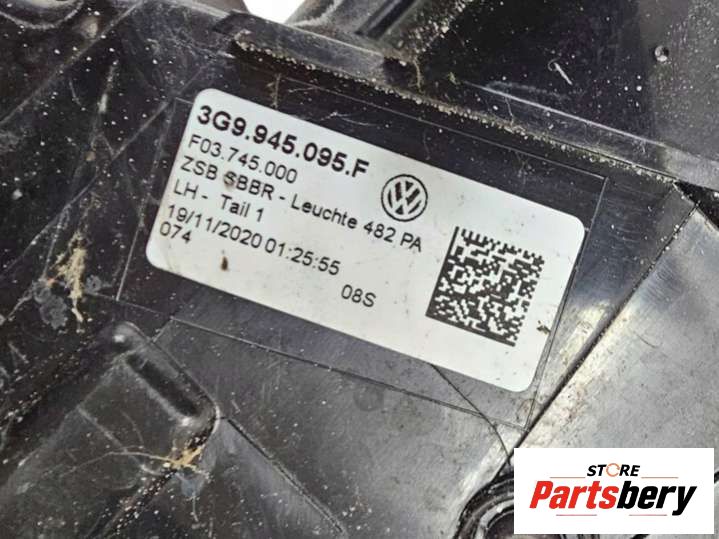 3G9.945.095.F
F03.745.000
ZSB SBBR - Leuchte 482 PA
LH - Tail 1
19/11/2020 01:25:55
074
08S
STORE
Partsbery